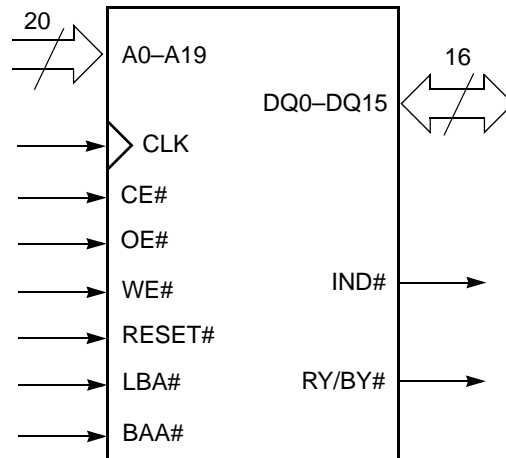 20
A0–A19
16
DQ0–DQ15
CLK
CE#
OE#
WE#
IND#
RESET#
LBA#
RY/BY#
BAA#